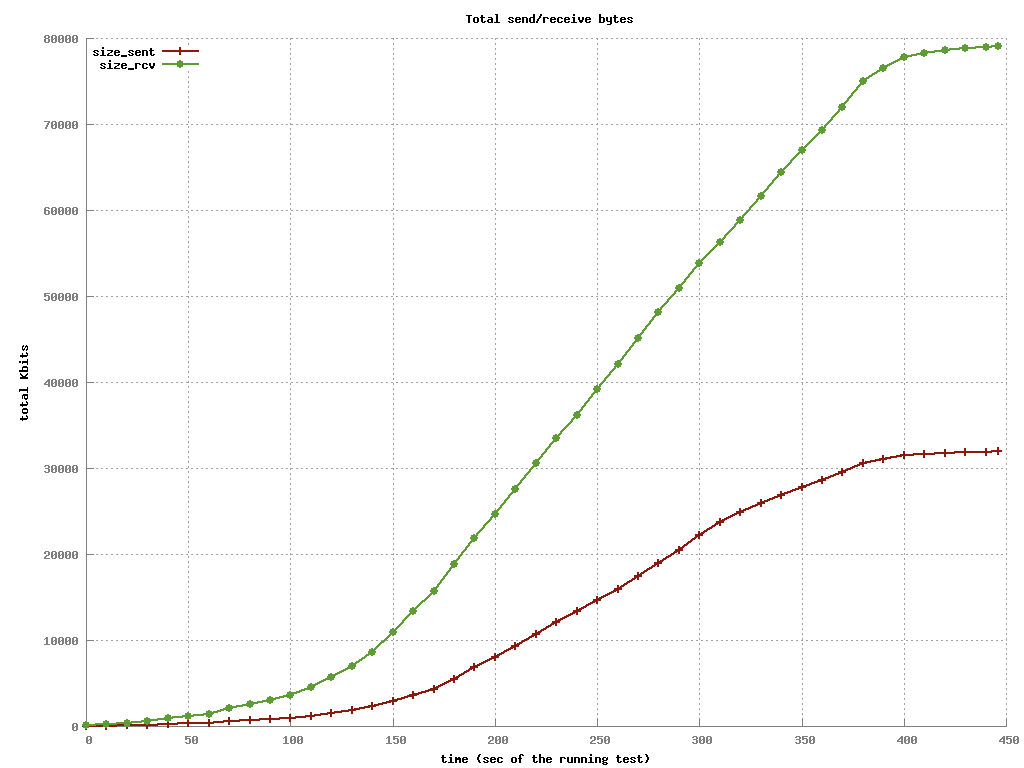 Total send/receive bytes
size_sent
size_rcv
80000
70000
60000
50000
40000
30000
20000
10000
0
total Kbits
0 50 100 150 200 250 300 350 400 450
time (sec of the running test)